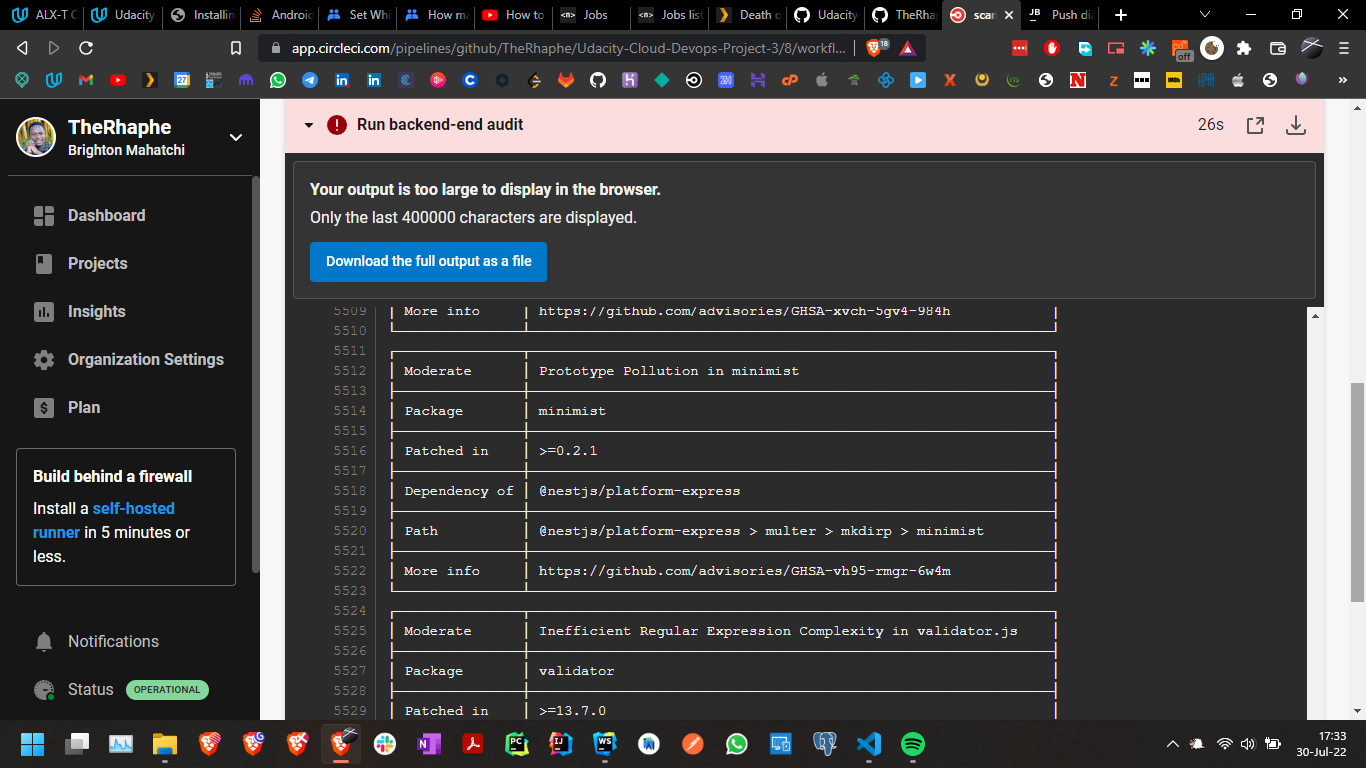 ALX-T C
Udacity
Installin
Android
Set Whi
How ma
How to
Jobs
Jobs list
Death o
Udacity
TheRhap
scan
Push di
app.circleci.com/pipelines/github/TheRhaphe/Udacity-Cloud-Devops-Project-3/8/workfl...
18
off
TheRhaphe
Brighton Mahatchi
Dashboard
Projects
Insights
Organization Settings
Plan
Build behind a firewall
Install a self-hosted
runner in 5 minutes or
less.
Notifications
Status OPERATIONAL
Run backend-end audit
26s
Your output is too large to display in the browser.
Only the last 400000 characters are displayed.
Download the full output as a file
5509 More info https://github.com/advisories/GHSA-xvch-5gv4-984h
5510
5511
5512 Moderate Prototype Pollution in minimist
5513
5514 Package minimist
5515
5516 Patched in >=0.2.1
5517
5518 Dependency of @nestjs/platform-express
5519
5520 Path @nestjs/platform-express > multer > mkdirp > minimist
5521
5522 More info https://github.com/advisories/GHSA-vh95-rmgr-6w4m
5523
5524
5525 Moderate Inefficient Regular Expression Complexity in validator.js
5526
5527 Package validator
5528
5529 Patched in >=13.7.0
17:33
30-Jul-22